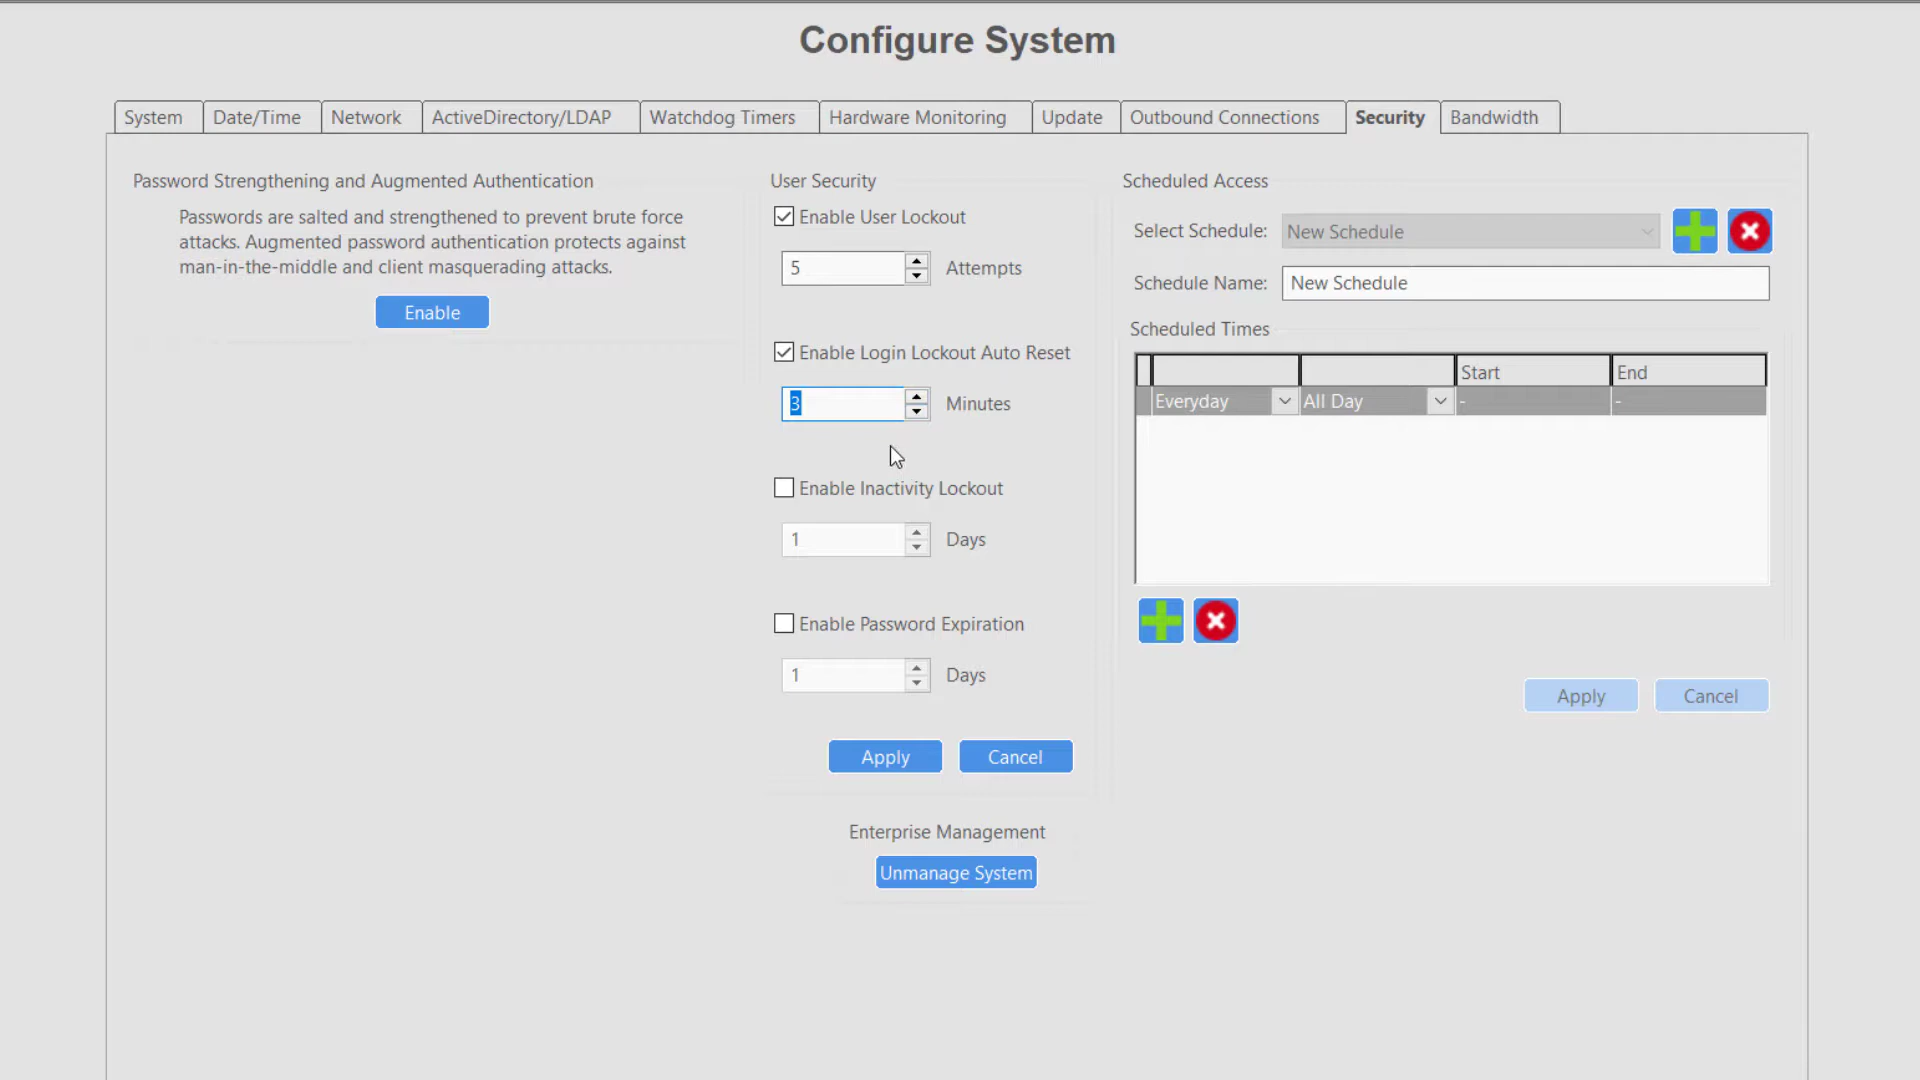 Configure System
System
Date/Time
Network
ActiveDirectory/LDAP
Watchdog Timers
Hardware Monitoring
Update
Outbound Connections
Security
Bandwidth
Password Strengthening and Augmented Authentication
Passwords are salted and strengthened to prevent brute force
attacks. Augmented password authentication protects against
man-in-the-middle and client masquerading attacks.
Enable
User Security
Enable User Lockout
5 Attempts
Enable Login Lockout Auto Reset
3 Minutes
Enable Inactivity Lockout
1 Days
Enable Password Expiration
1 Days
Apply
Cancel
Enterprise Management
Unmanage System
Scheduled Access
Select Schedule: New Schedule
Schedule Name: New Schedule
Scheduled Times
Start End
Everyday All Day - -
Apply
Cancel